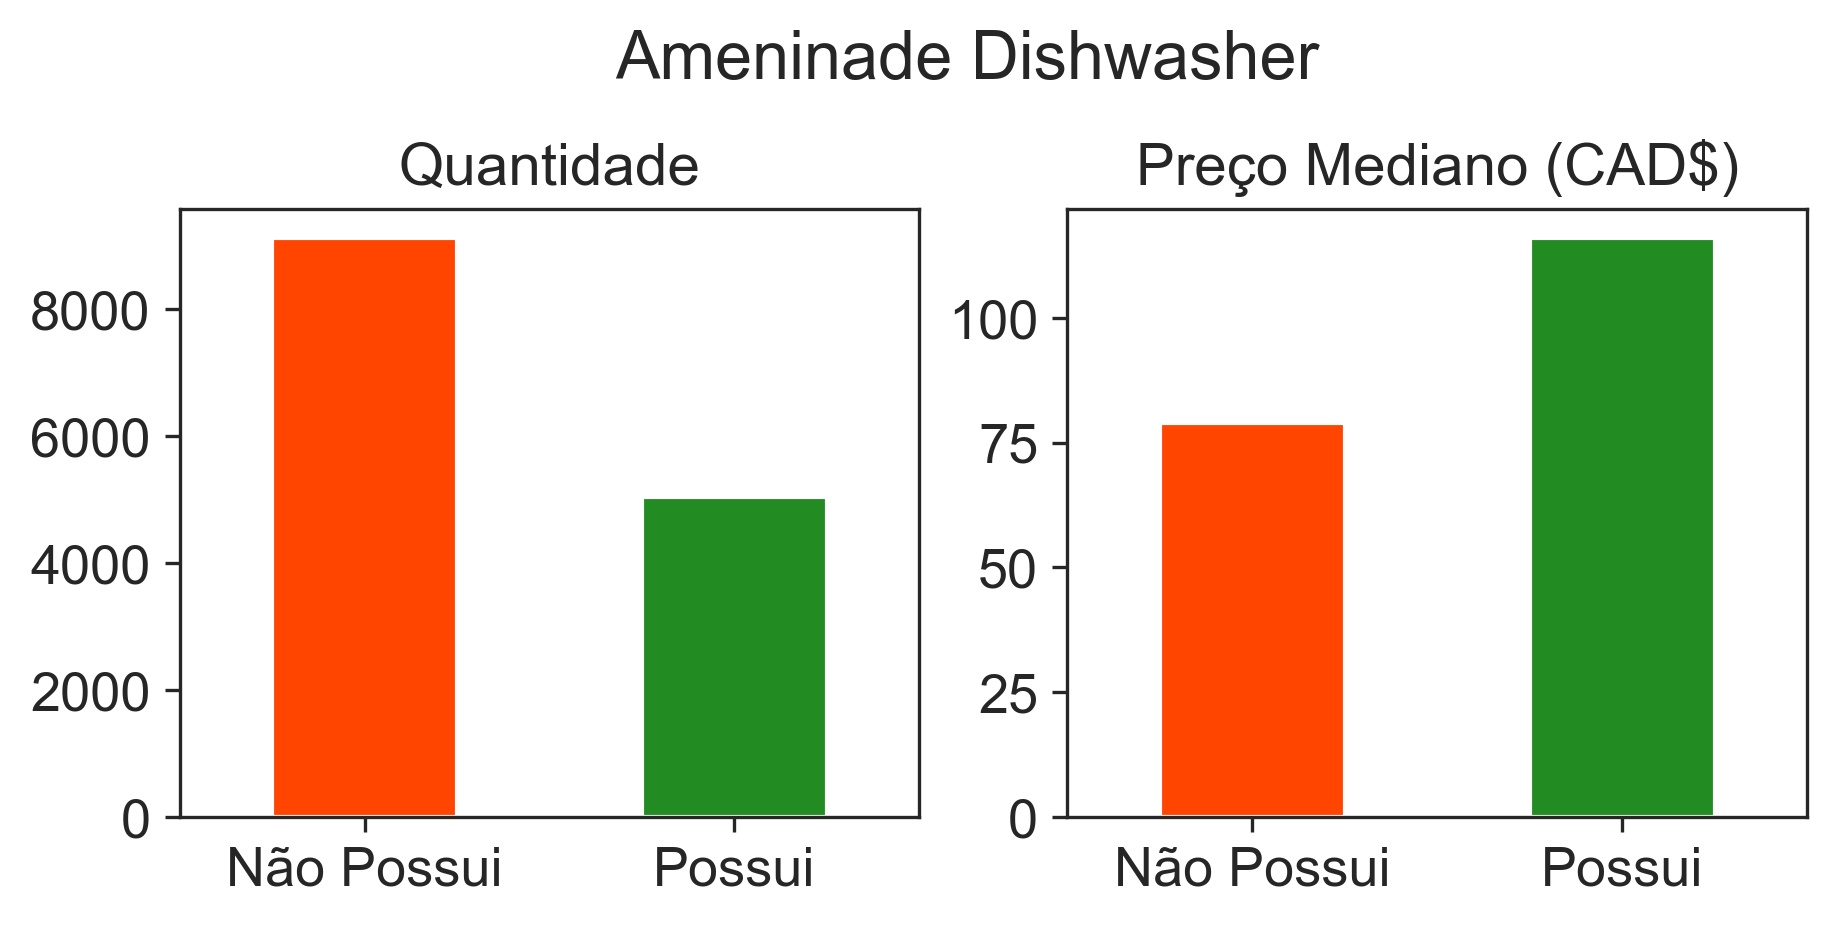 Ameninade Dishwasher
Quantidade
8000
6000
4000
2000
0
Não Possui Possui
Preço Mediano (CAD$)
100
75
50
25
0
Não Possui Possui